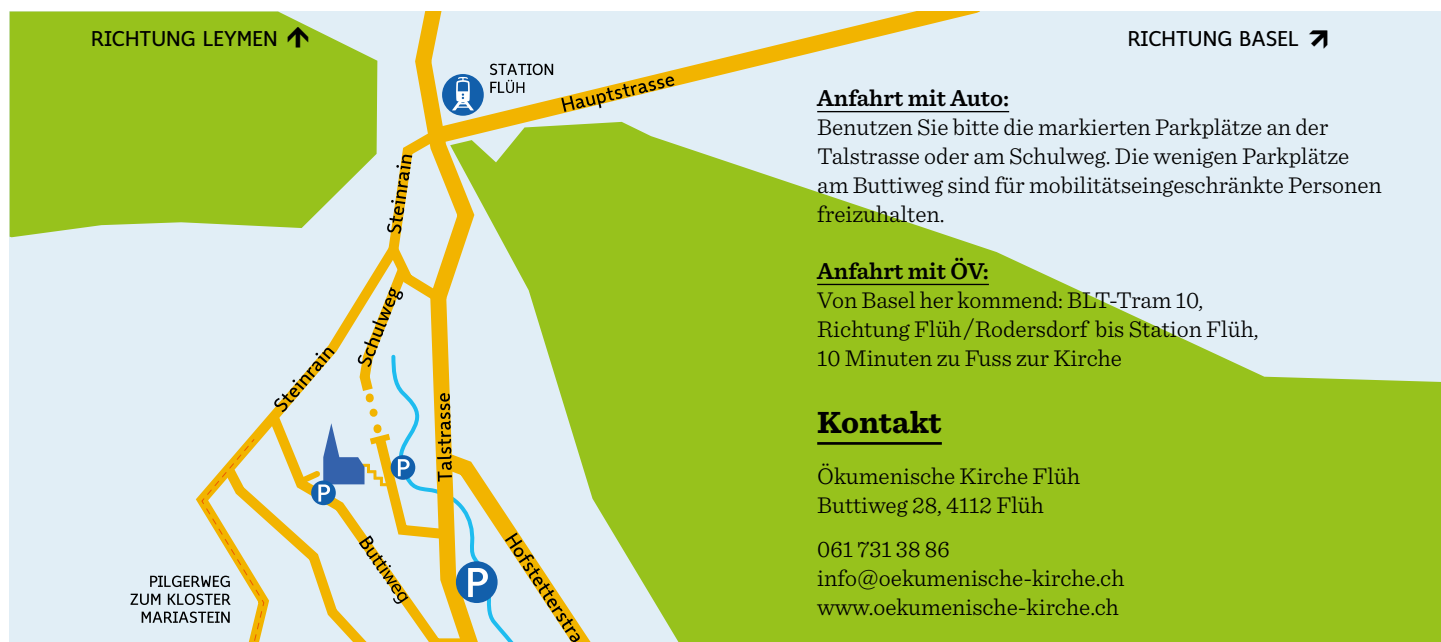 RICHTUNG LEYMEN
RICHTUNG BASEL
STATION
FLÜH
Hauptstrasse
Steinrain
Schulweg
Steinrain
Talstrasse
P
P
Buttiweg
P
Hofstetterstra
PILGERWEG
ZUM KLOSTER
MARIASTEIN
Anfahrt mit Auto:
Benutzen Sie bitte die markierten Parkplätze an der
Talstrasse oder am Schulweg. Die wenigen Parkplätze
am Buttiweg sind für mobilitätseingeschränkte Personen
freizuhalten.
Anfahrt mit ÖV:
Von Basel her kommend: BLT-Tram 10,
Richtung Flüh/Rodersdorf bis Station Flüh,
10 Minuten zu Fuss zur Kirche
Kontakt
Ökumenische Kirche Flüh
Buttiweg 28, 4112 Flüh
061 731 38 86
info@oekumenische-kirche.ch
www.oekumenische-kirche.ch